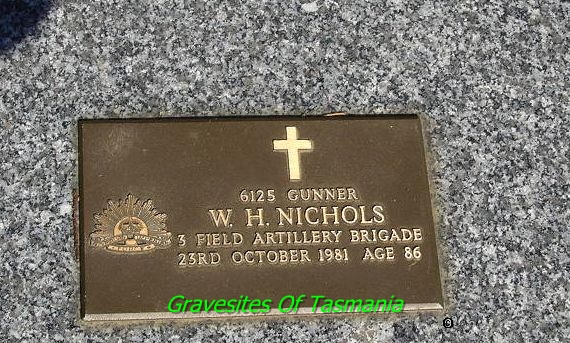 6125 GUNNER
W. H. NICHOLS
3 FIELD ARTILLERY BRIGADE
23RD OCTOBER 1981 AGE 86
Gravesites Of Tasmania